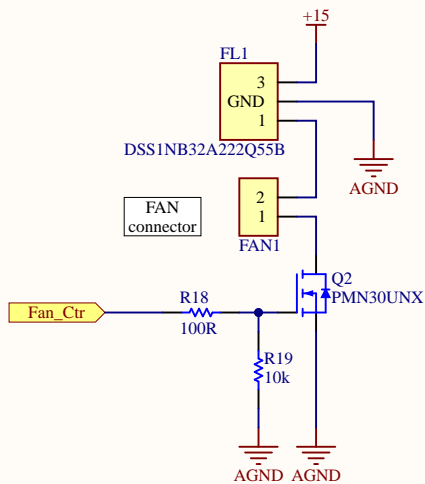 +15
FL1
3
GND
1
DSS1NB32A222Q55B
AGND
FAN
connector
2
1
FAN1
Q2
PMN30UNX
Fan_Ctr
R18
100R
R19
10k
AGND
AGND